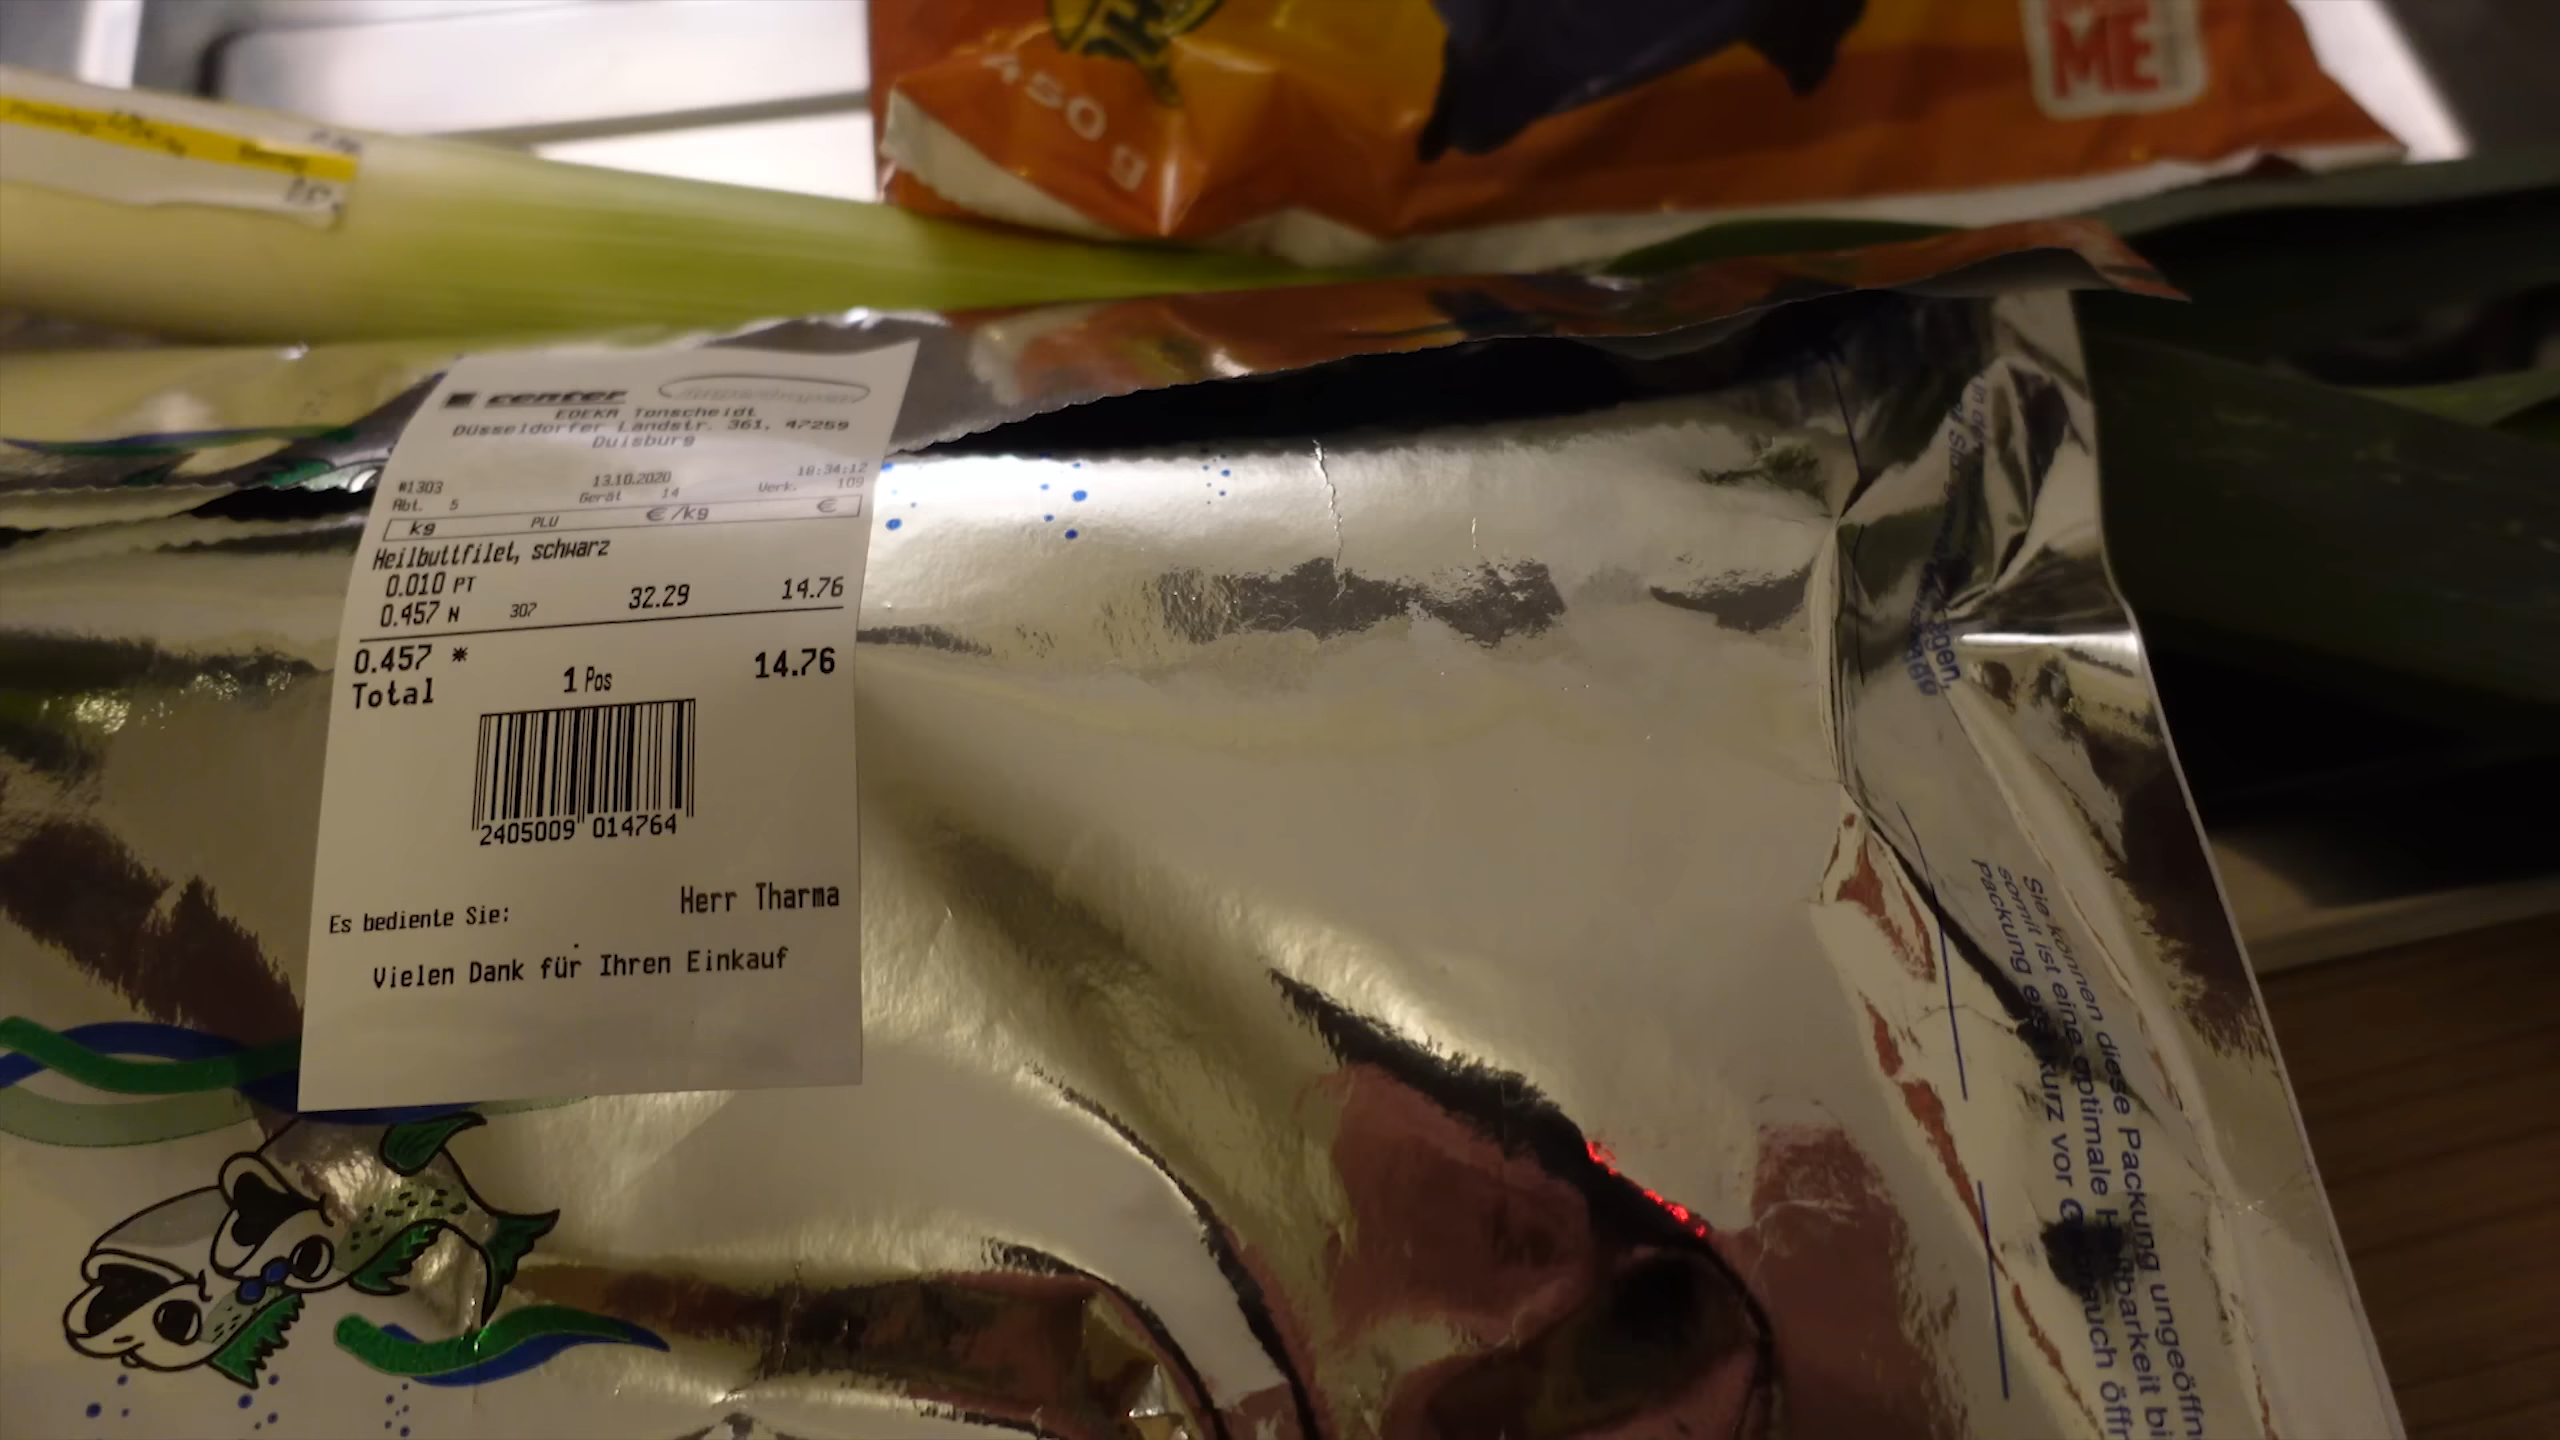 450 g
ME
center
EDEKA Tonscheidt
Düsseldorfer Landstr. 361, 47259
Duisburg
#1303 13.10.2020 18:34:12
Abt. 5 Gerät 14 Verk. 109
kg PLU €/kg €
Heilbuttfilet, schwarz
0.010 PT
0.457 N 307 32.29 14.76
0.457 * 14.76
Total 1 Pos
2405009 014764
Es bediente Sie: Herr Tharma
Vielen Dank für Ihren Einkauf
Sie können diese Packung ungeöffn
somit ist eine optimale bi
Packung erst kurz vor öff